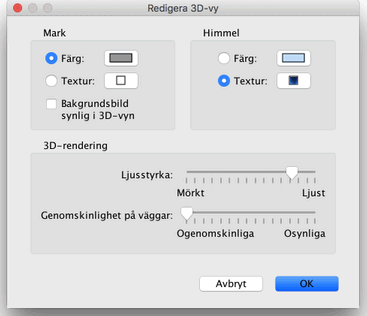 Redigera 3D-vy
Mark
Färg:
Textur:
Bakgrundsbild
synlig i 3D-vyn
Himmel
Färg:
Textur:
3D-rendering
Ljusstyrka:
Mörkt Ljust
Genomskinlighet på väggar:
Ogenomskinliga Osynliga
Avbryt OK